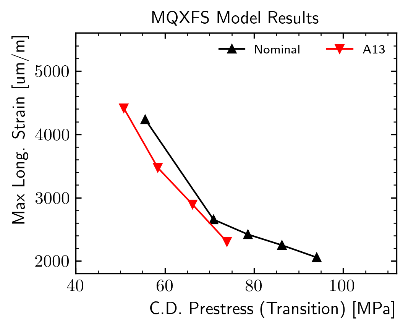 MQXFS Model Results
Nominal
A13
Max Long. Strain [um/m]
5000
4000
3000
2000
40
60
80
100
C.D. Prestress (Transition) [MPa]